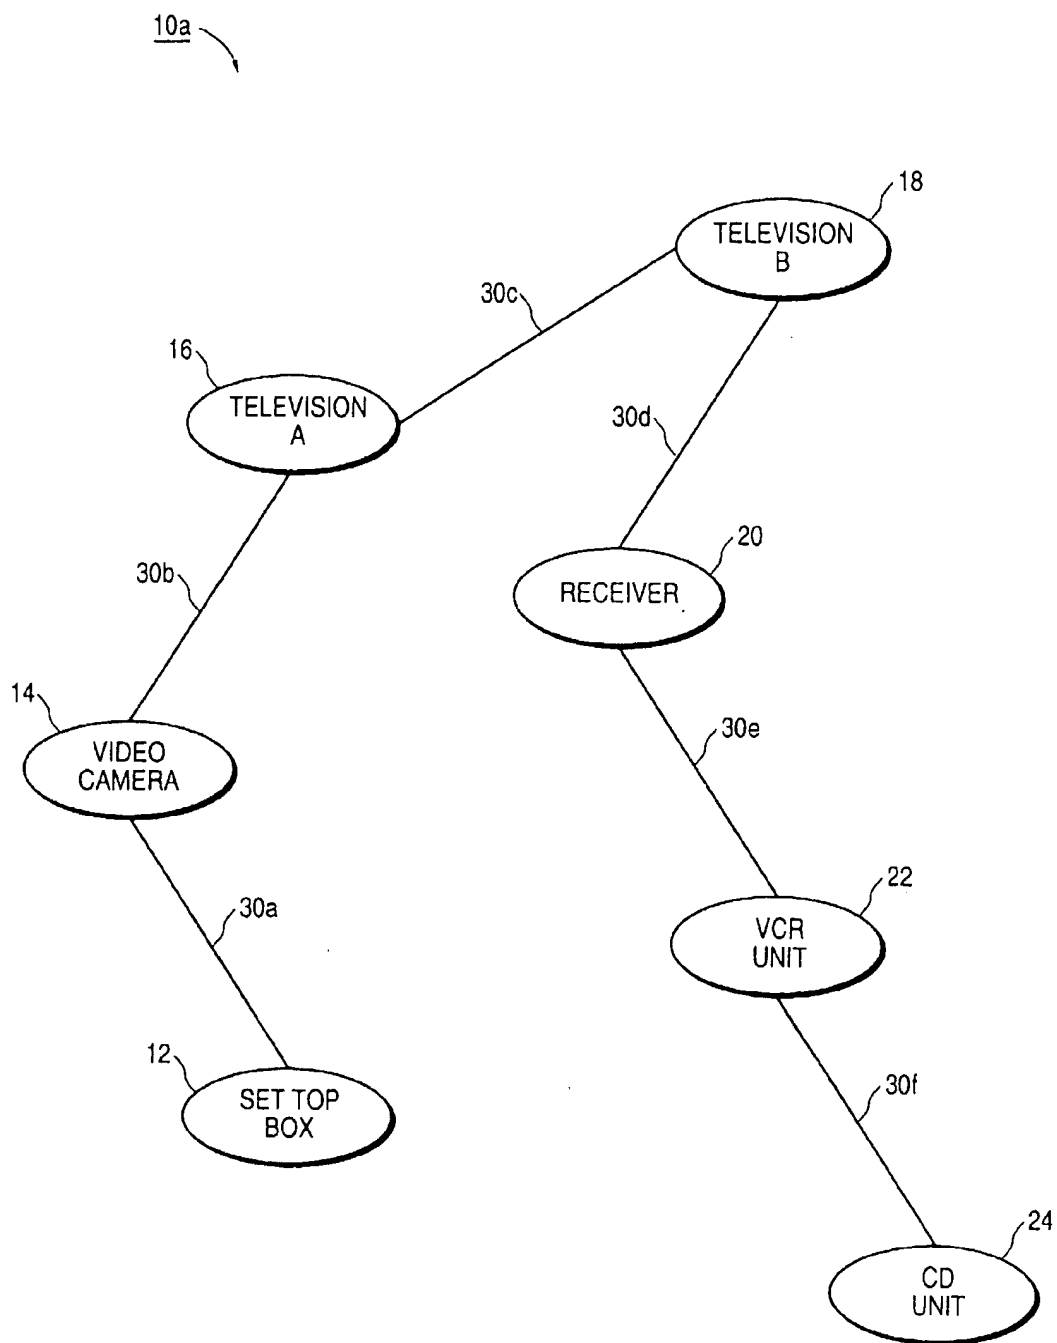 10a
18
TELEVISION
B
30c
16
TELEVISION
A
30d
20
RECEIVER
30b
14
VIDEO
CAMERA
30e
22
VCR
UNIT
30a
12
SET TOP
BOX
30f
24
CD
UNIT